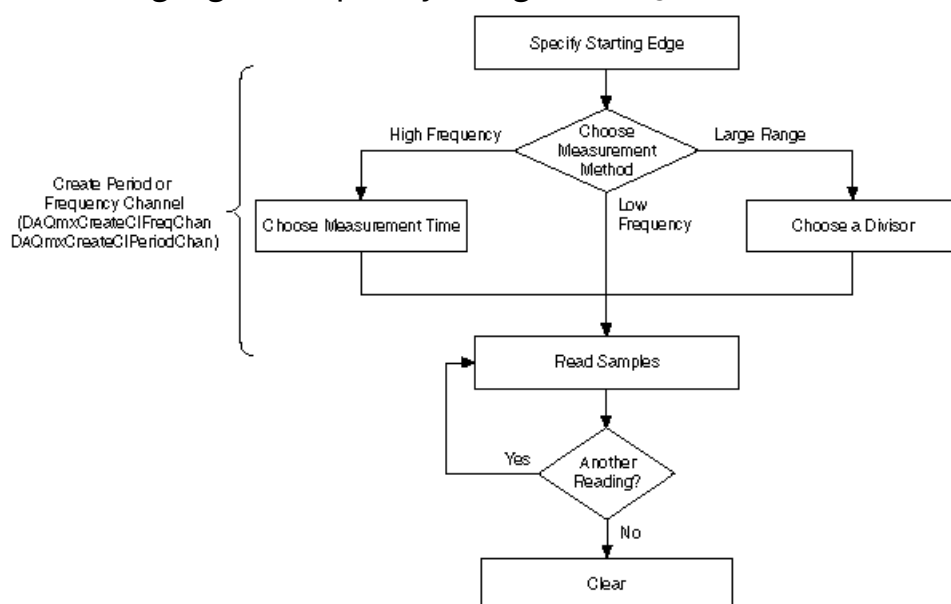 Specify Starting Edge
High Frequency
Choose
Measurement
Method
Large Range
Create Period or
Frequency Channel
(DAQmxCreateCIFreqChan
DAQmxCreateCIPeriodChan)
Choose Measurement Time
Low
Frequency
Choose a Divisor
Read Samples
Yes
Another
Reading?
No
Clear